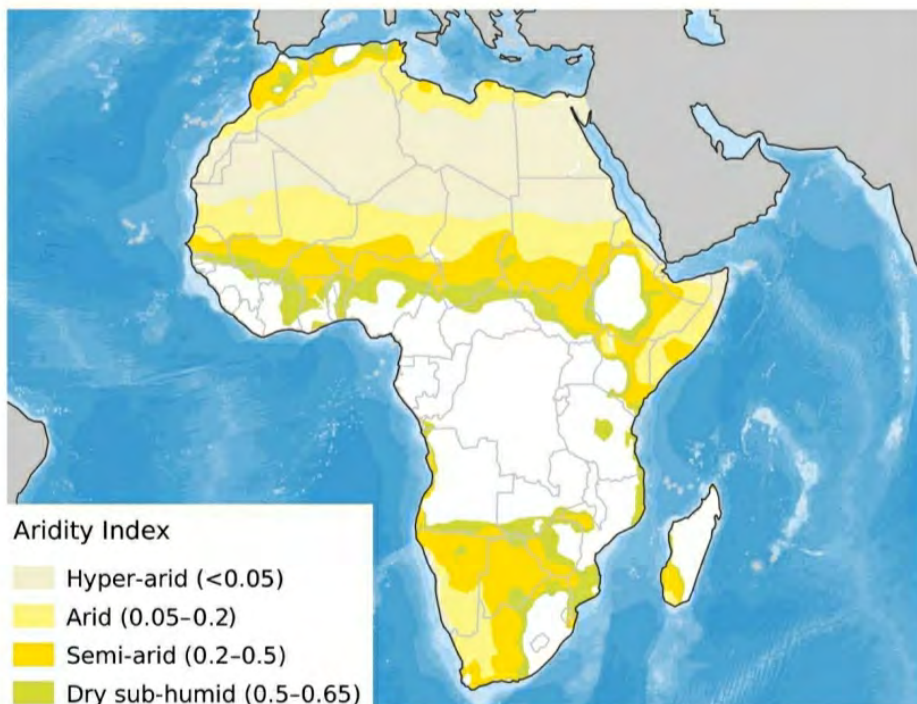 Aridity Index
Hyper-arid (<0.05)
Arid (0.05–0.2)
Semi-arid (0.2–0.5)
Dry sub-humid (0.5–0.65)